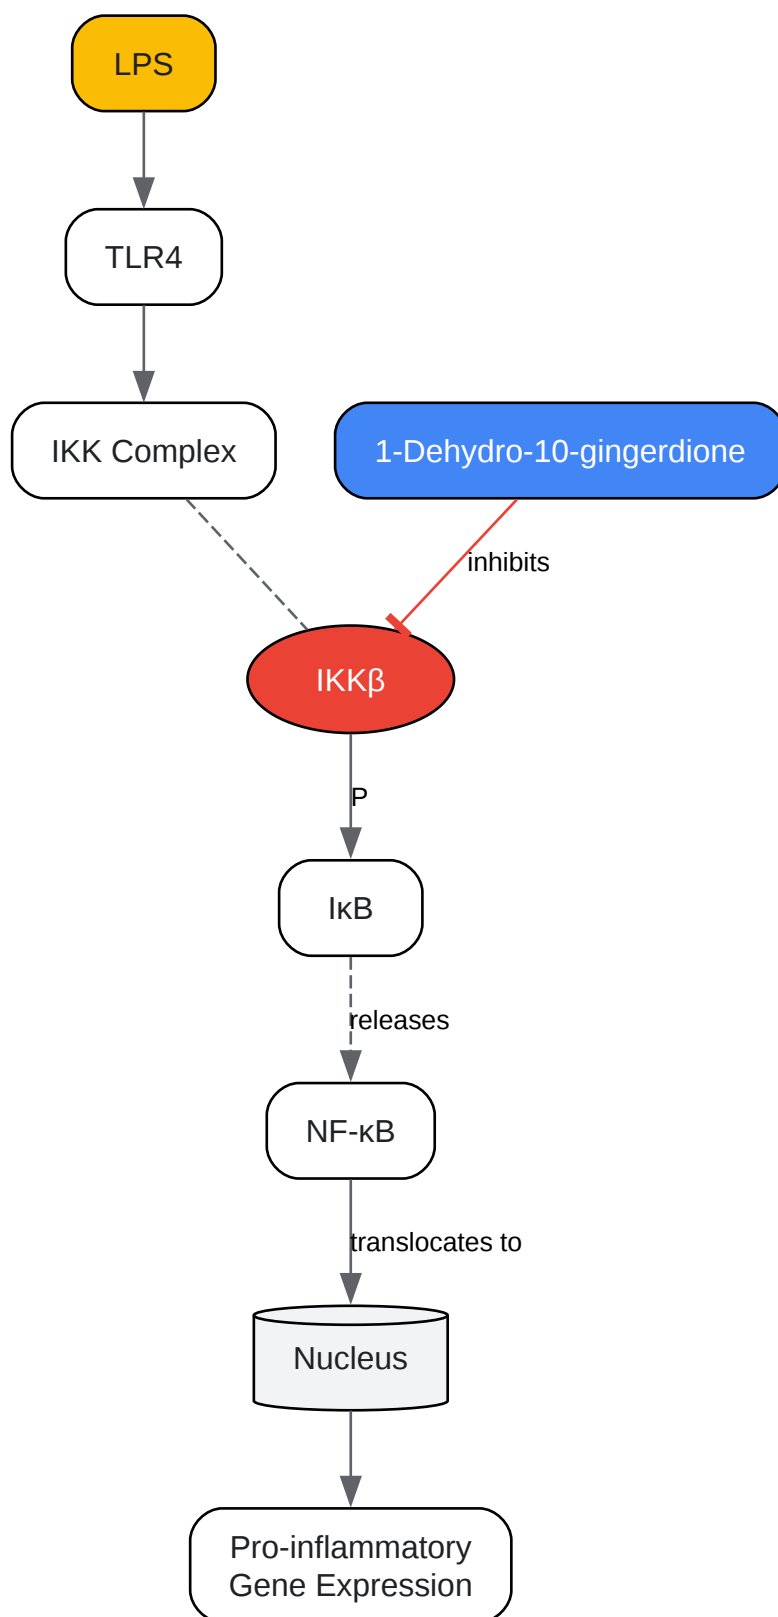 LPS
TLR4
IKK Complex
1-Dehydro-10-gingerdione
inhibits
IKKβ
P
IκB
releases
NF-κB
translocates to
Nucleus
Pro-inflammatory
Gene Expression